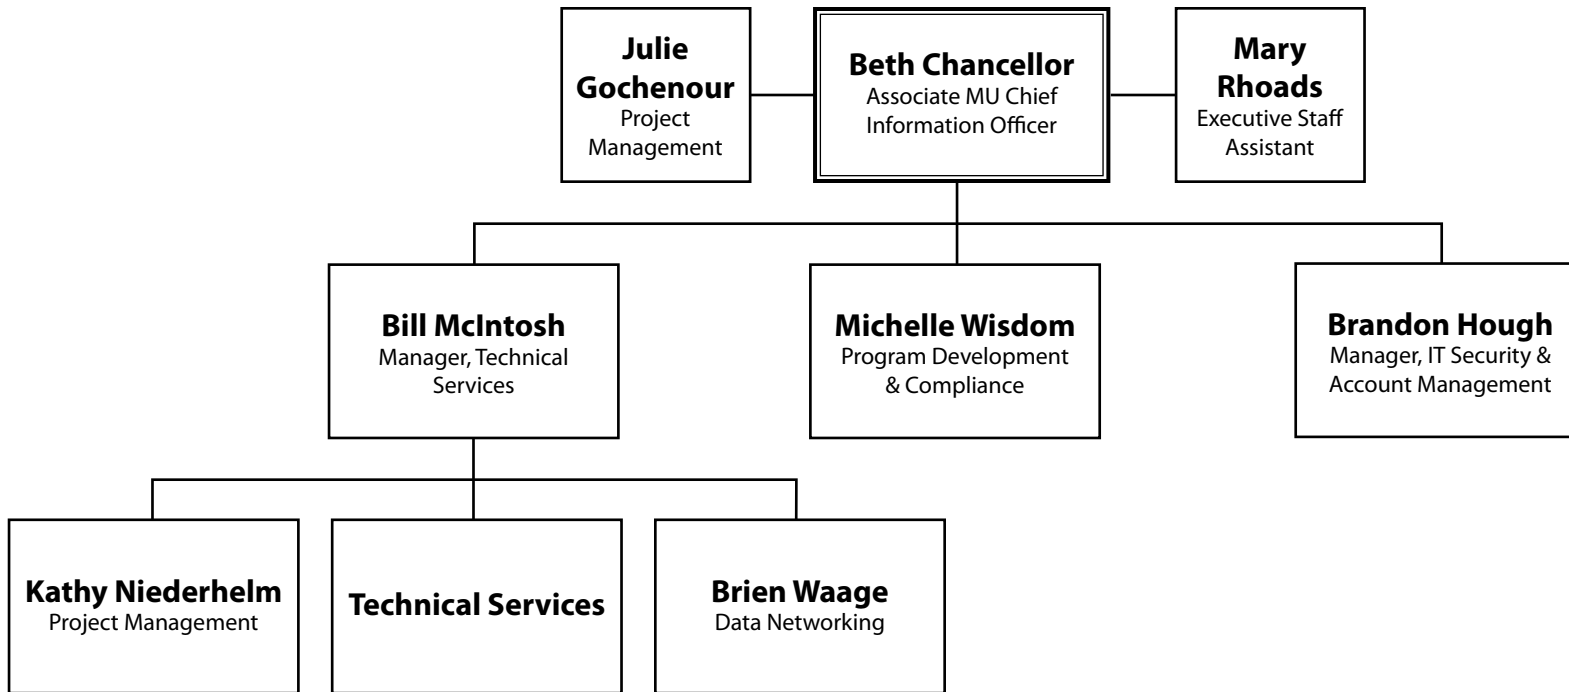 Julie
Gochenour
Project
Management
Beth Chancellor
Associate MU Chief
Information Officer
Mary
Rhoads
Executive Staff
Assistant
Bill McIntosh
Manager, Technical
Services
Michelle Wisdom
Program Development
& Compliance
Brandon Hough
Manager, IT Security &
Account Management
Kathy Niederhelm
Project Management
Technical Services
Brien Waage
Data Networking